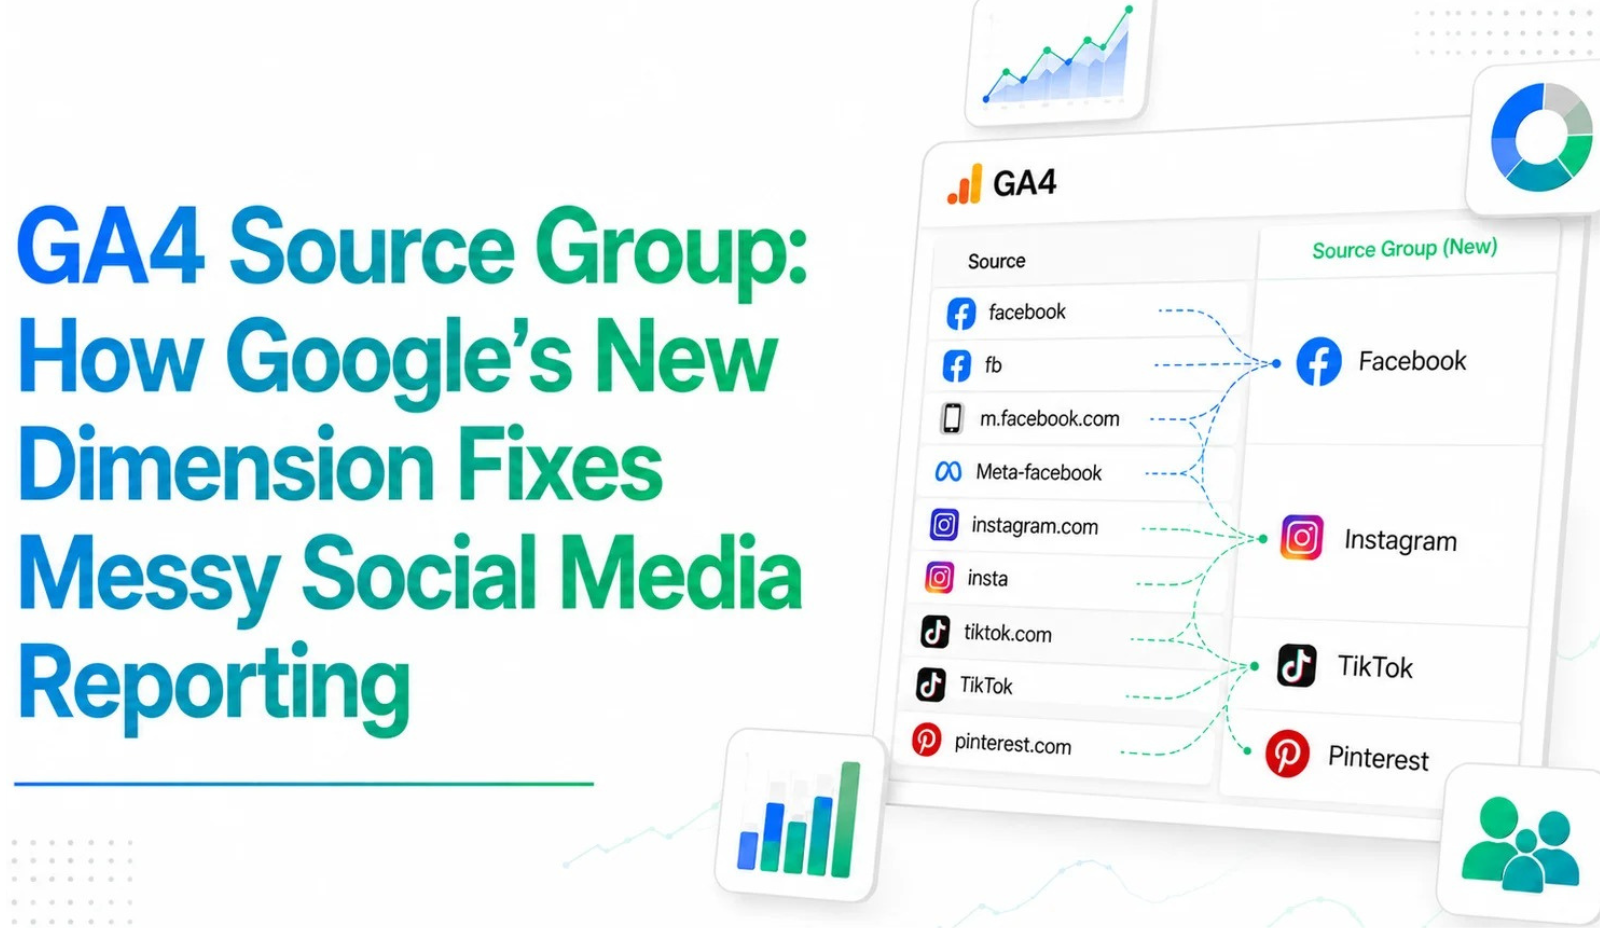 GA4 Source Group:
How Google’s New
Dimension Fixes
Messy Social Media
Reporting
GA4
Source
Source Group (New)
facebook
fb
m.facebook.com
Meta-facebook
instagram.com
insta
tiktok.com
TikTok
pinterest.com
Facebook
Instagram
TikTok
Pinterest